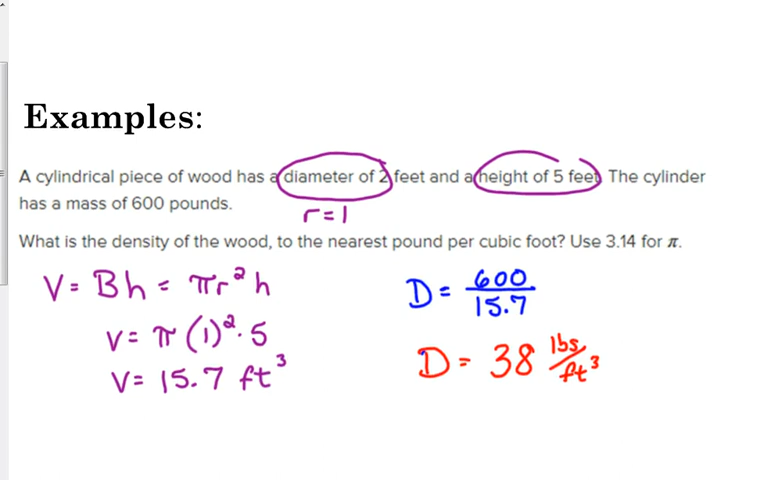 Examples:
A cylindrical piece of wood has a diameter of 2 feet and a height of 5 feet. The cylinder
has a mass of 600 pounds.
r = 1
What is the density of the wood, to the nearest pound per cubic foot? Use 3.14 for π.
V = Bh = πr²h
V = π(1)²·5
V = 15.7 ft³
D = 600/15.7
D = 38 lbs/ft³